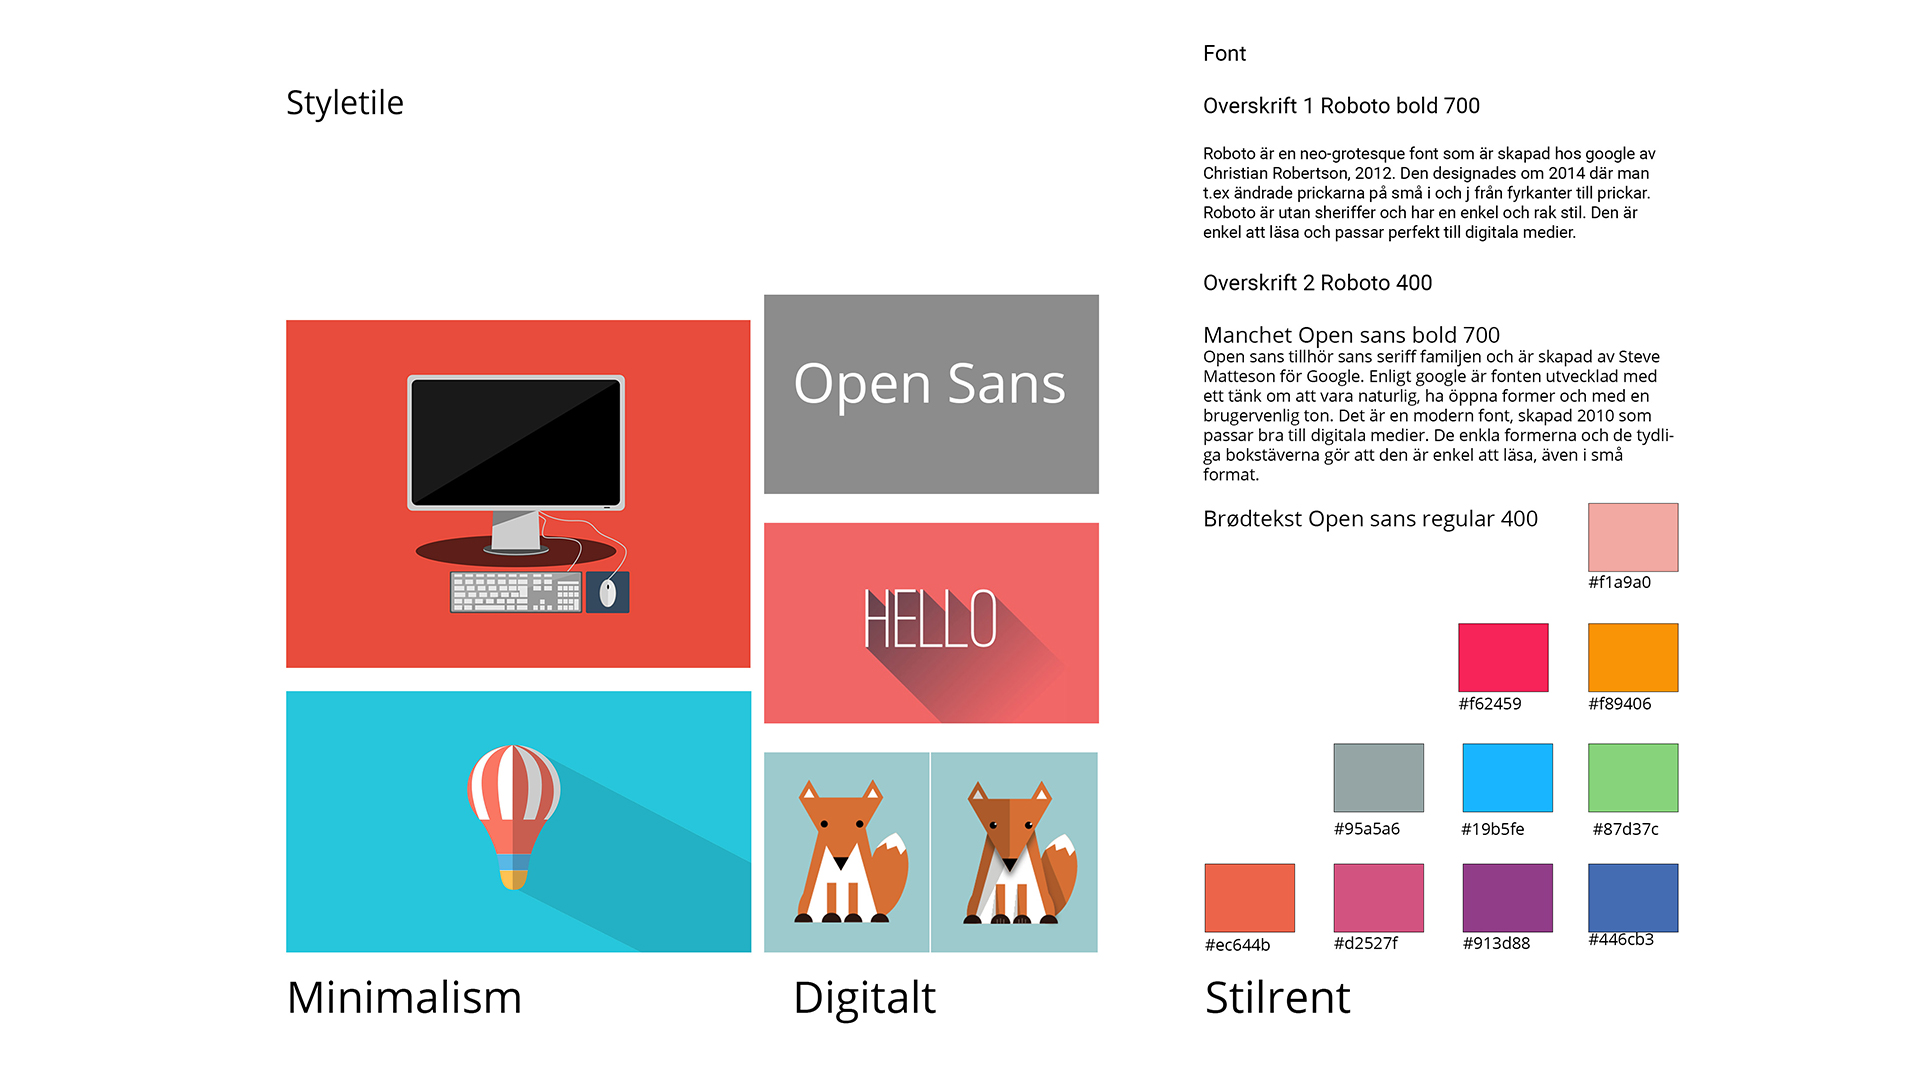 Styletile
Open Sans
HELLO
Minimalism
Digitalt
Font
Overskrift 1 Roboto bold 700
Roboto är en neo-grotesque font som är skapad hos google av
Christian Robertson, 2012. Den designades om 2014 där man
t.ex ändrade prickarna på små i och j från fyrkanter till prickar.
Roboto är utan sheriffer och har en enkel och rak stil. Den är
enkel att läsa och passar perfekt till digitala medier.
Overskrift 2 Roboto 400
Manchet Open sans bold 700
Open sans tillhör sans seriff familjen och är skapad av Steve
Matteson för Google. Enligt google är fonten utvecklad med
ett tänk om att vara naturlig, ha öppna former och med en
brugervenlig ton. Det är en modern font, skapad 2010 som
passar bra till digitala medier. De enkla formerna och de tydli-
ga bokstäverna gör att den är enkel att läsa, även i små
format.
Brødtekst Open sans regular 400
#f1a9a0
#f62459
#f89406
#95a5a6
#19b5fe
#87d37c
#ec644b
#d2527f
#913d88
#446cb3
Stilrent